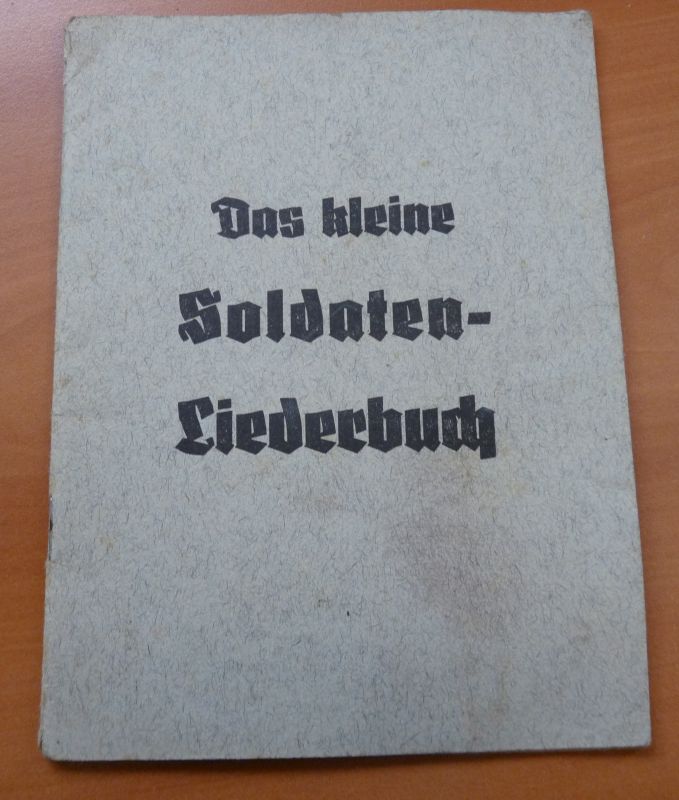 Das kleine
Soldaten-
Liederbuch